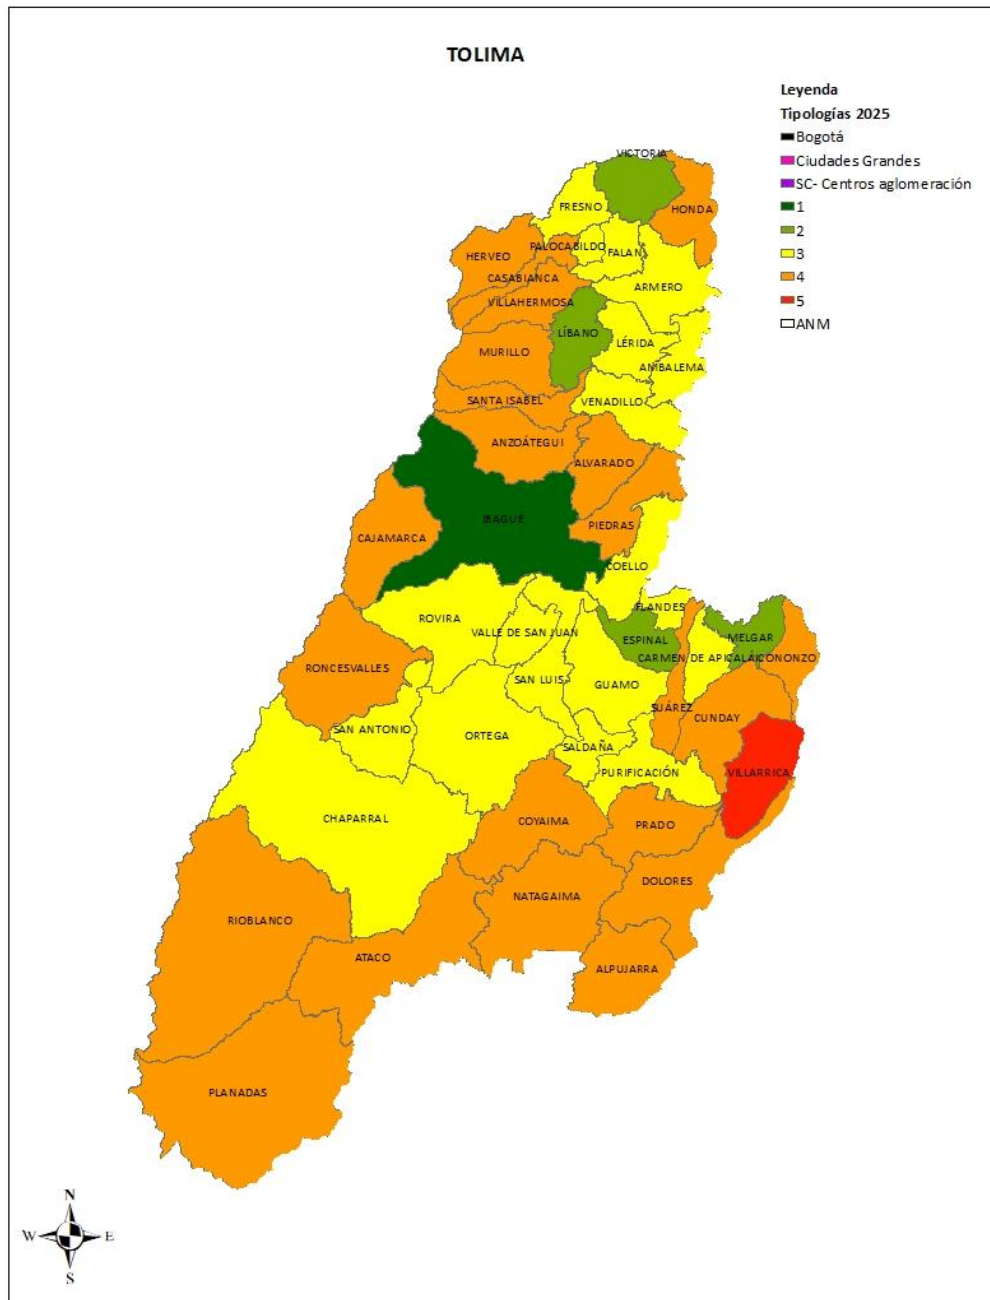 TOLIMA
Leyenda
Tipologías 2025
Bogotá
Ciudades Grandes
SC- Centros aglomeración
1
2
3
4
5
ANM
VICTORIA
FRESNO
HONDA
PALOCABILDO
FALAN
HERVEO
CASABIANCA
ARMERO
VILLAHERMOSA
LÍBANO
LÉRIDA
MURILLO
AMBALEMA
SANTA ISABEL
VENADILLO
ANZOÁTEGUI
ALVARADO
IBAGUÉ
PIEDRAS
CAJAMARCA
COELLO
FLANDES
ROVIRA
VALLE DE SAN JUAN
ESPINAL
MELGAR
CARMEN DE APICALÁ
ICONONZO
RONCESVALLES
SAN LUIS
GUAMO
SUÁREZ
CUNDAY
SAN ANTONIO
ORTEGA
SALDAÑA
PURIFICACIÓN
VILLARRICA
CHAPARRAL
COYAIMA
PRADO
DOLORES
NATAGAIMA
RIOBLANCO
ATACO
ALPUJARRA
PLANADAS
N
W E
S